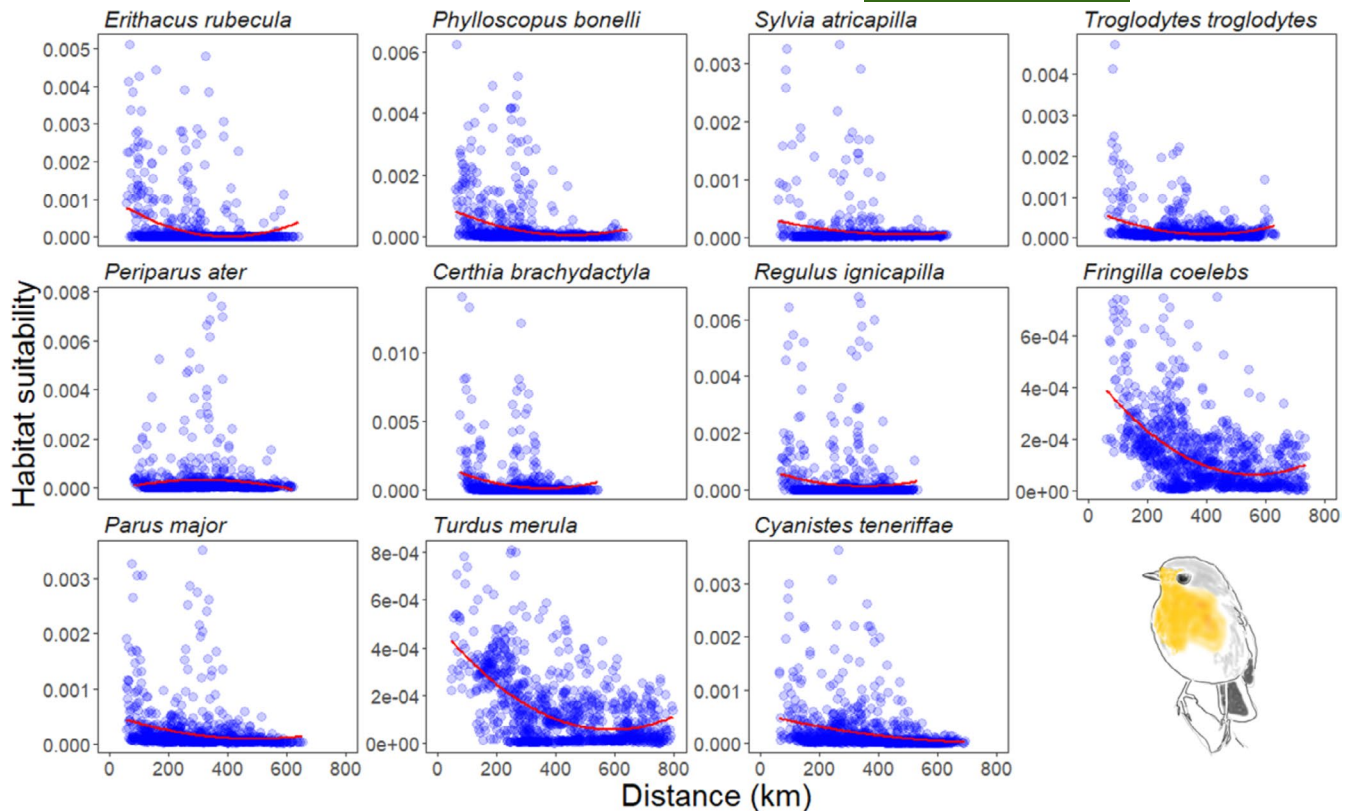 Erithacus rubecula
Phylloscopus bonelli
Sylvia atricapilla
Troglodytes troglodytes
0.005
0.004
0.003
0.002
0.001
0.000
0.006
0.004
0.002
0.000
0.003
0.002
0.001
0.000
0.004
0.003
0.002
0.001
0.000
Periparus ater
Certhia brachydactyla
Regulus ignicapilla
Fringilla coelebs
Habitat suitability
0.008
0.006
0.004
0.002
0.000
0.010
0.005
0.000
0.006
0.004
0.002
0.000
6e-04
4e-04
2e-04
0e+00
0 200 400 600 800
Parus major
Turdus merula
Cyanistes teneriffae
0.003
0.002
0.001
0.000
8e-04
6e-04
4e-04
2e-04
0e+00
0.003
0.002
0.001
0.000
0 200 400 600 800
0 200 400 600 800
0 200 400 600 800
Distance (km)